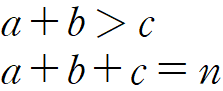 a + b > c
a + b + c = n